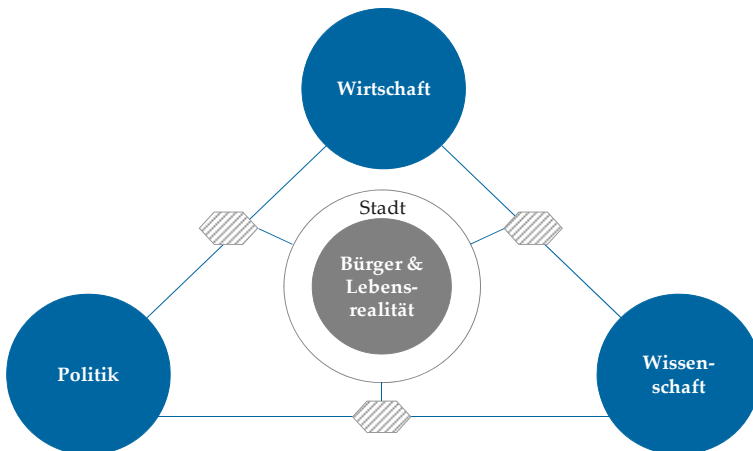 Wirtschaft
Stadt
Bürger &
Lebens-
realität
Politik
Wissen-
schaft